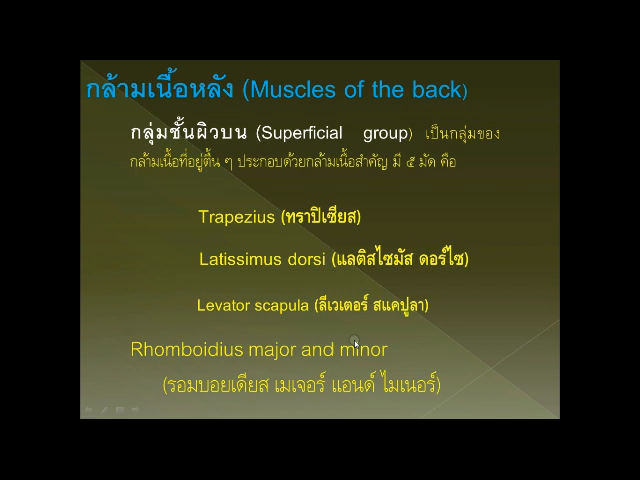 กล้ามเนื้อหลัง (Muscles of the back)
กลุ่มชั้นผิวบน (Superficial group) เป็นกลุ่มของ
กล้ามเนื้อที่อยู่ตื้น ๆ ประกอบด้วยกล้ามเนื้อสำคัญ มี ๕ มัด คือ
Trapezius (ทราปิเซียส)
Latissimus dorsi (แลติสไซมัส ดอร์ไซ)
Levator scapula (ลีเวเตอร์ สแคปูลา)
Rhomboidius major and minor
(รอมบอยเดียส เมเจอร์ แอนด์ ไมเนอร์)